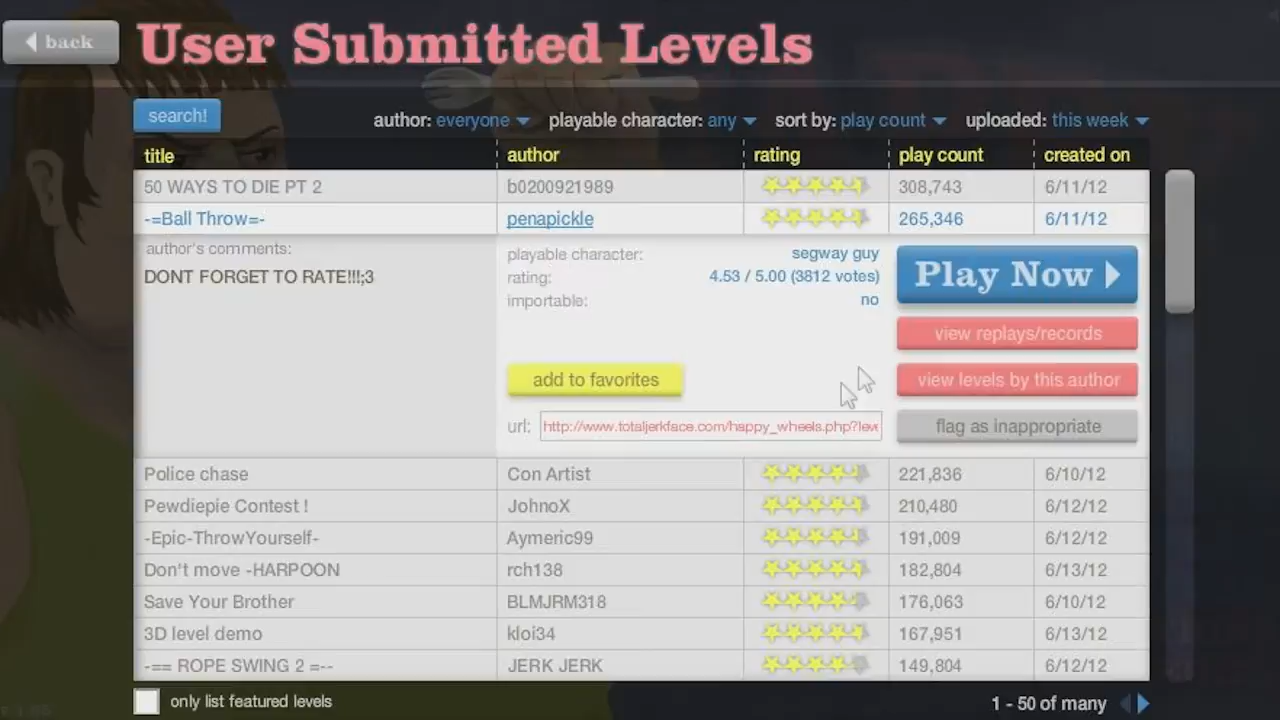 back
User Submitted Levels
search!
author: everyone playable character: any sort by: play count uploaded: this week
title author rating play count created on
50 WAYS TO DIE PT 2 b0200921989 308,743 6/11/12
-=Ball Throw=- penapickle 265,346 6/11/12
author's comments:
DONT FORGET TO RATE!!!;3
playable character: segway guy
rating: 4.53 / 5.00 (3812 votes)
importable: no
Play Now
view replays/records
add to favorites
view levels by this author
url: http://www.totaljerkface.com/happy_wheels.php?leve
flag as inappropriate
Police chase Con Artist 221,836 6/10/12
Pewdiepie Contest ! JohnoX 210,480 6/12/12
-Epic-ThrowYourself- Aymeric99 191,009 6/12/12
Don't move -HARPOON rch138 182,804 6/13/12
Save Your Brother BLMJRM318 176,063 6/10/12
3D level demo kloi34 167,951 6/13/12
-== ROPE SWING 2 =-- JERK JERK 149,804 6/12/12
only list featured levels
1 - 50 of many